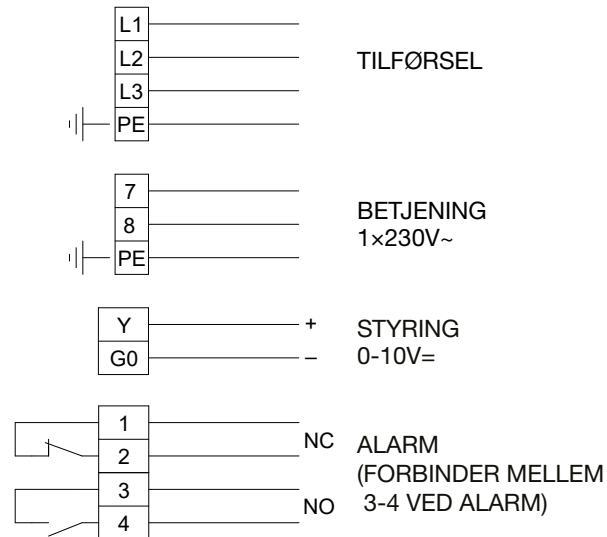 L1
L2
L3
PE
TILFØRSEL
7
8
PE
BETJENING
1×230V~
Y +
G0 –
STYRING
0-10V=
1
2
NC
3
4
NO
ALARM
(FORBINDER MELLEM
3-4 VED ALARM)